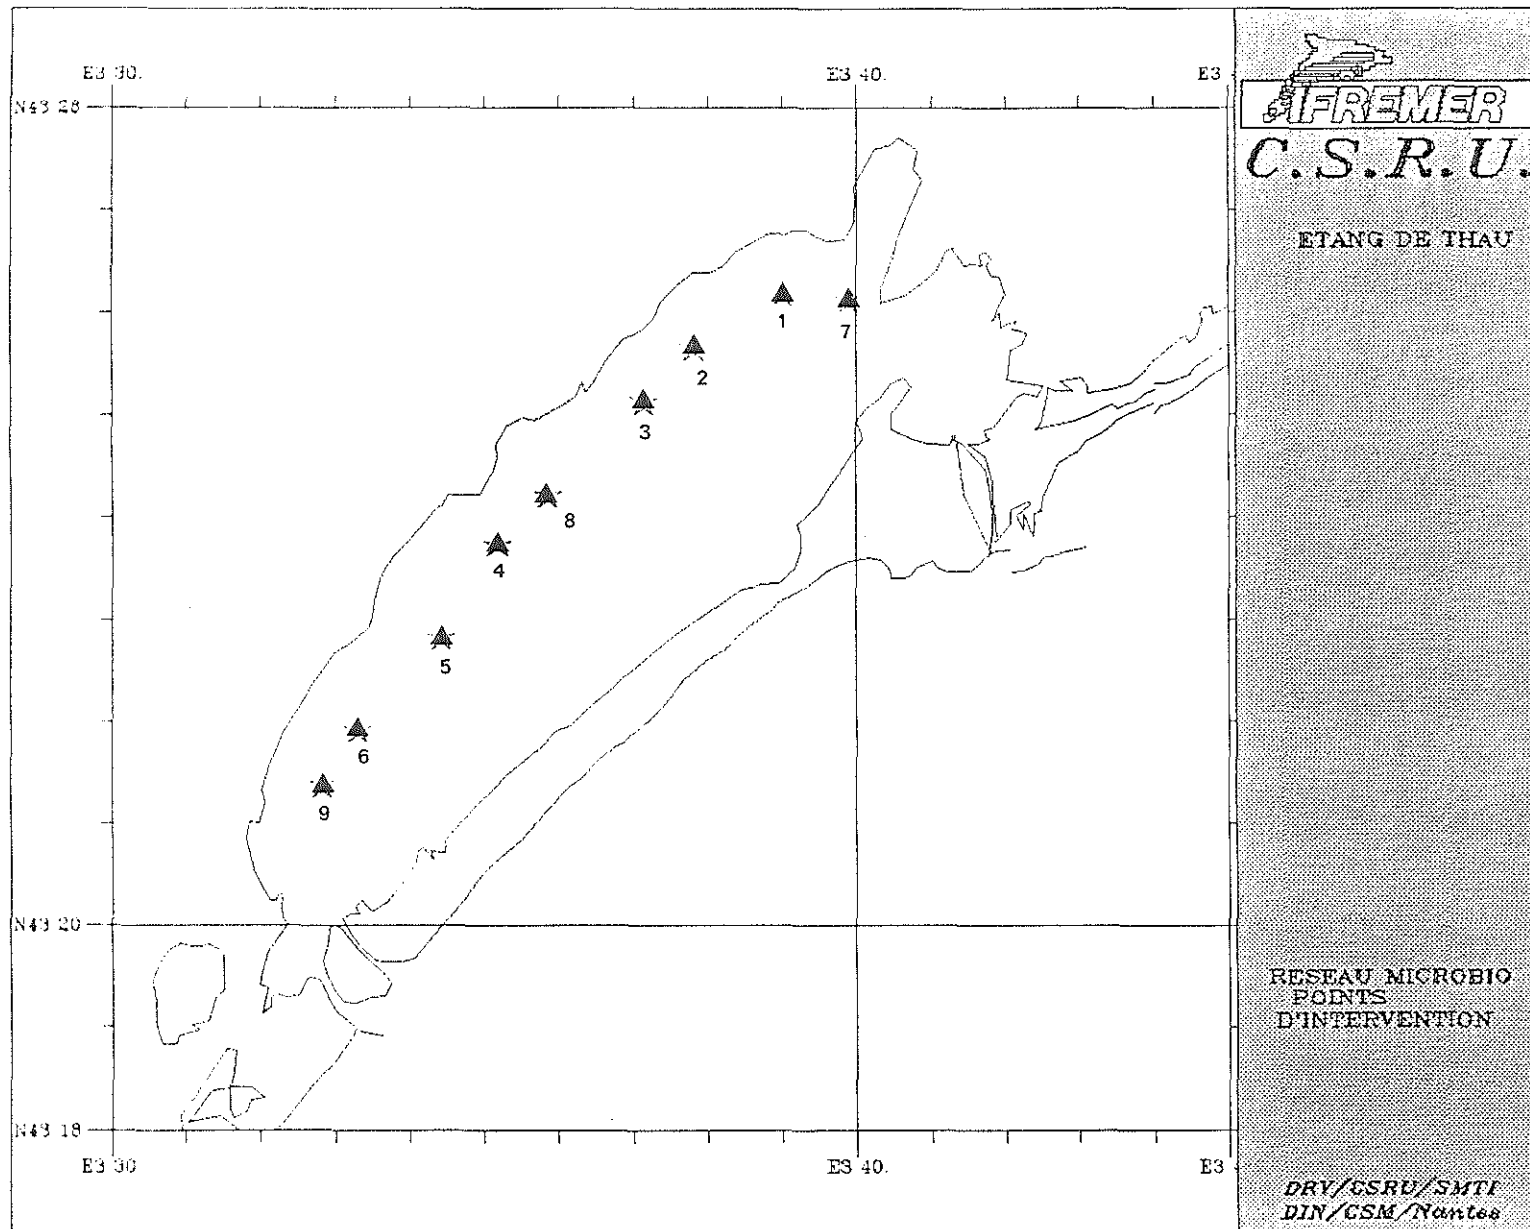 E3 30.
E3 40.
E3
N43 28
IFREMER
C.S.R.U.
ETANG DE THAU
1
7
2
3
8
4
5
6
9
N43 20
RESEAU MICROBIO
POINTS
D'INTERVENTION
N43 18
E3 30
E3 40.
E3
DRV/CSRU/SMTI
DIN/CSM/Nantes